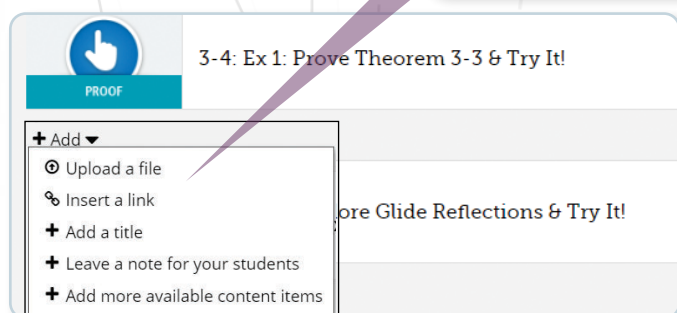 3-4: Ex 1: Prove Theorem 3-3 & Try It!
PROOF
+ Add
Upload a file
Insert a link
ore Glide Reflections & Try It!
+ Add a title
+ Leave a note for your students
+ Add more available content items